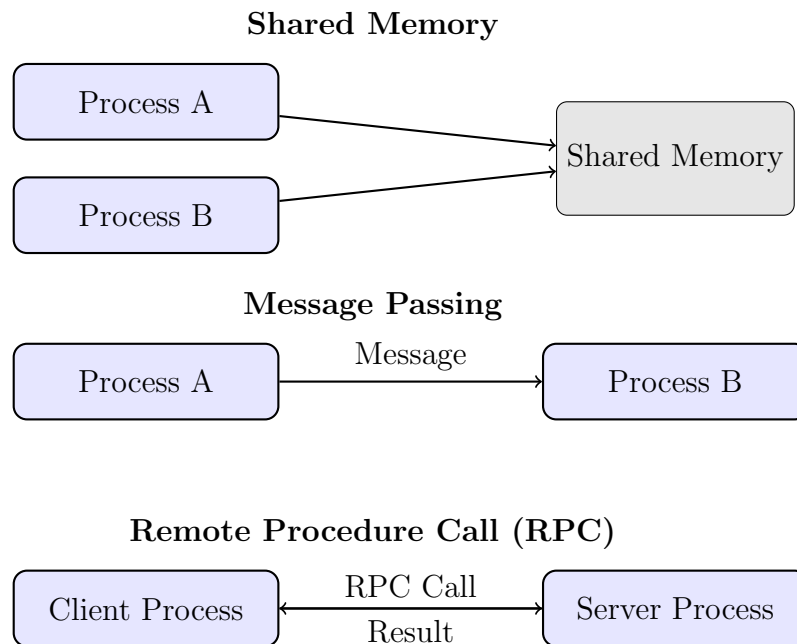 Shared Memory
Process A
Shared Memory
Process B
Message Passing
Process A
Message
Process B
Remote Procedure Call (RPC)
Client Process
RPC Call
Result
Server Process